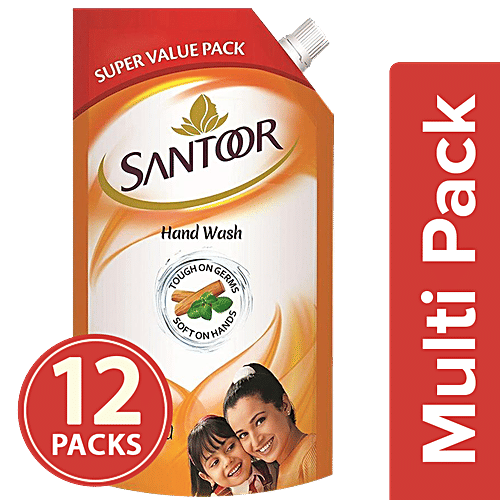 SUPER VALUE PACK
SANTOOR
Hand Wash
TOUGH ON GERMS
SOFT ON HANDS
12
PACKS
Multi Pack